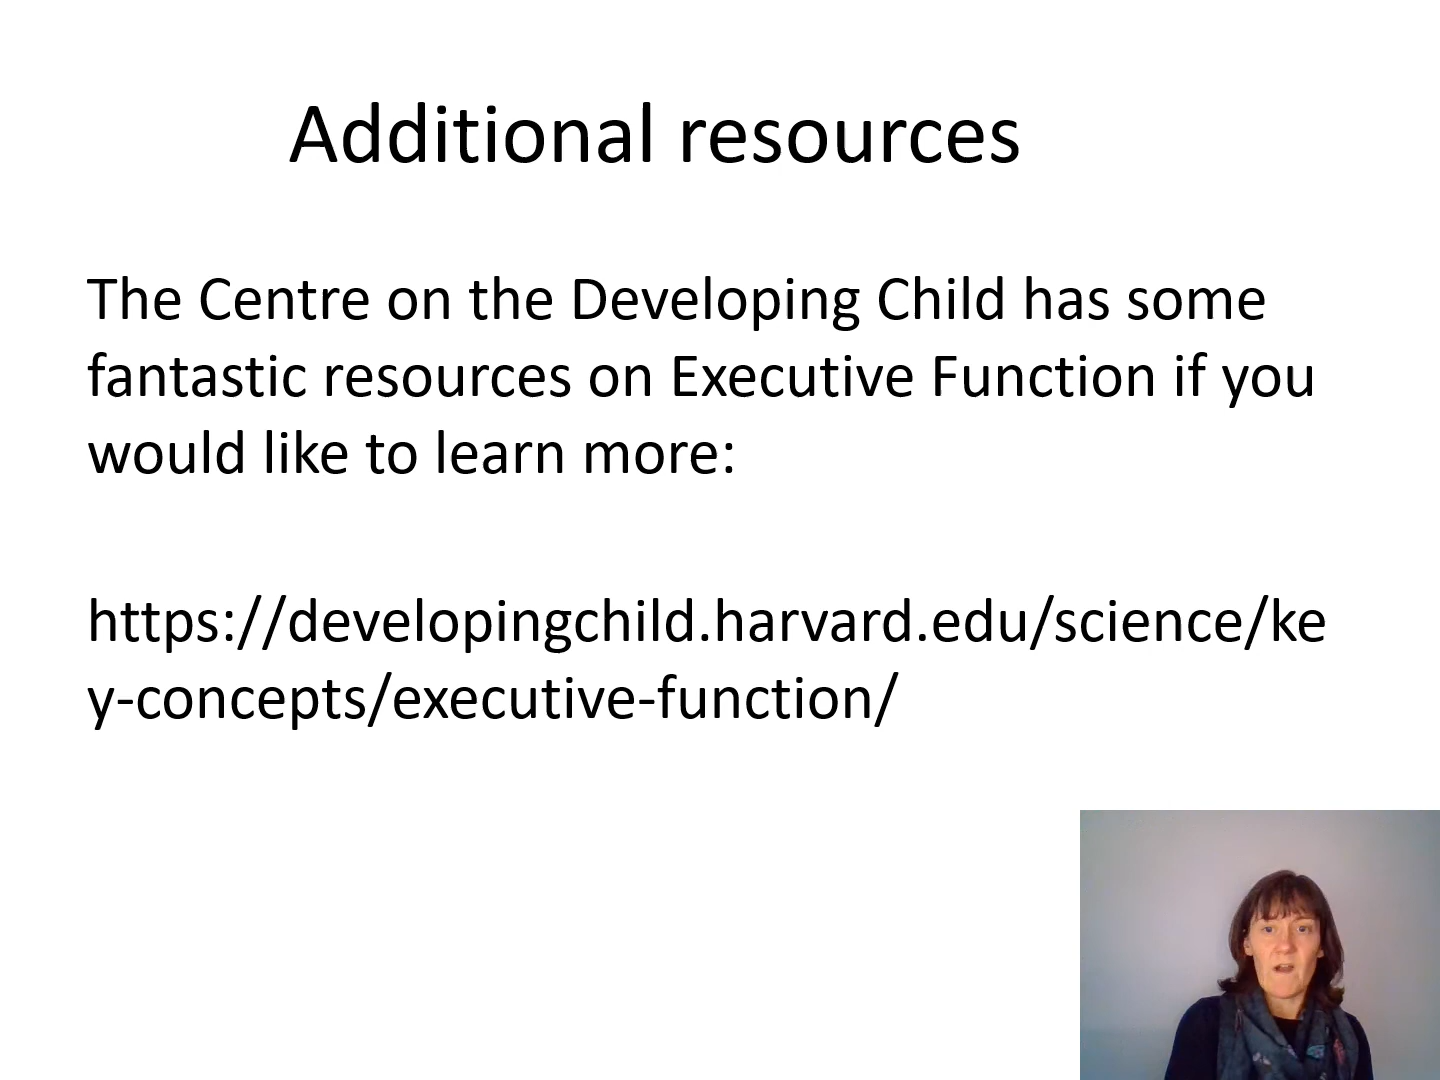 Additional resources
The Centre on the Developing Child has some
fantastic resources on Executive Function if you
would like to learn more:
https://developingchild.harvard.edu/science/ke
y-concepts/executive-function/